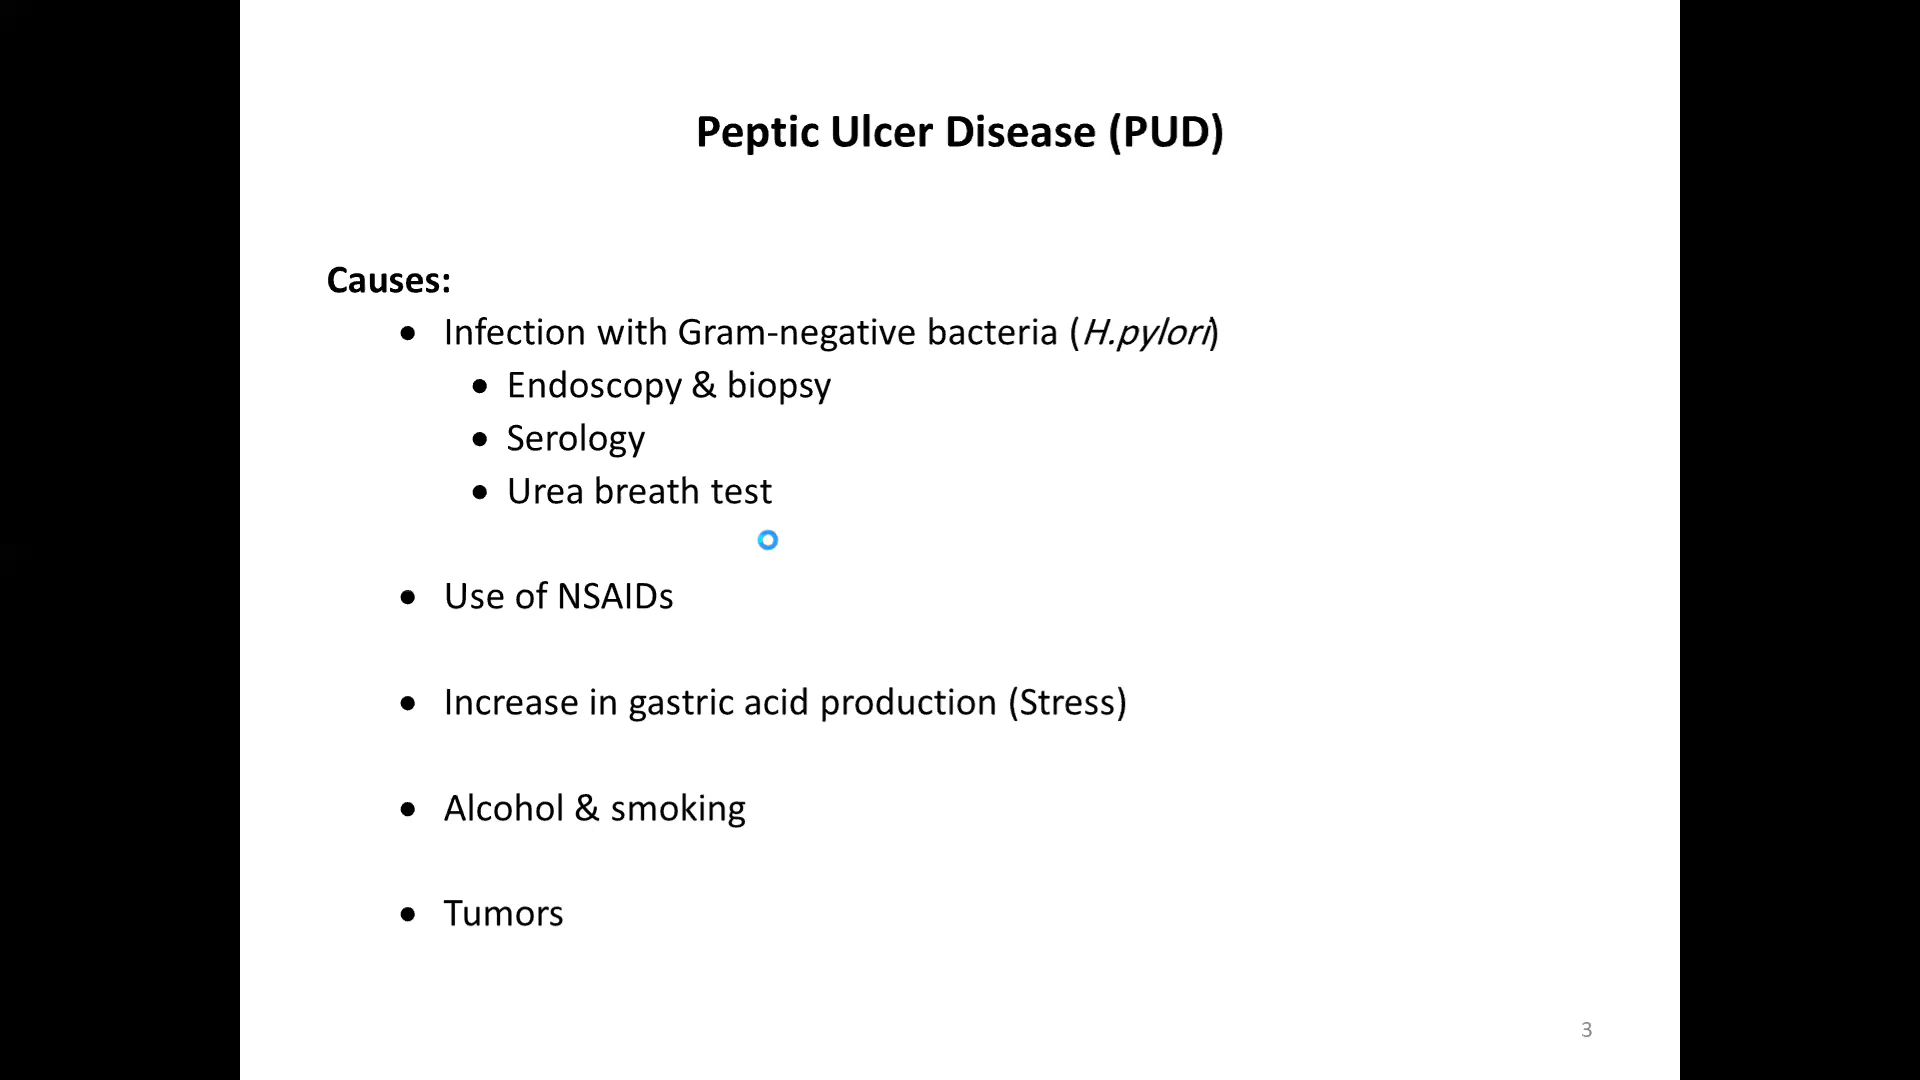 Peptic Ulcer Disease (PUD)
Causes:
• Infection with Gram-negative bacteria (H.pylori)
• Endoscopy & biopsy
• Serology
• Urea breath test
• Use of NSAIDs
• Increase in gastric acid production (Stress)
• Alcohol & smoking
• Tumors
3